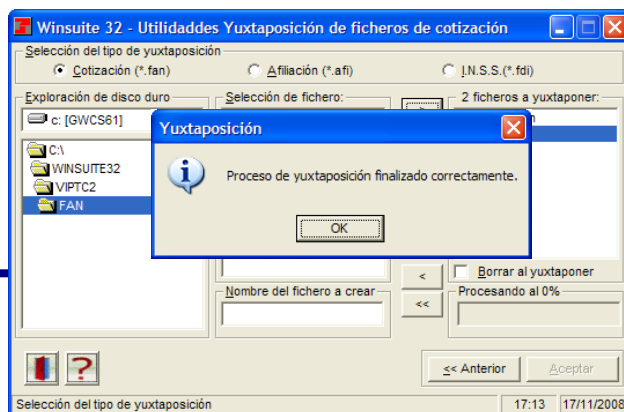 Winsuite 32 - Utilidaddes Yuxtaposición de ficheros de cotización
Selección del tipo de yuxtaposición
Cotización (*.fan)
Afiliación (*.afi)
I.N.S.S.(*.fdi)
Exploración de disco duro
Selección de fichero:
2 ficheros a yuxtaponer:
c: [GWCS61]
C:\
WINSUITE32
VIPTC2
FAN
Yuxtaposición
Proceso de yuxtaposición finalizado correctamente.
OK
<
<<
Borrar al yuxtaponer
Nombre del fichero a crear
Procesando al 0%
<< Anterior
Aceptar
Selección del tipo de yuxtaposición
17:13
17/11/2008